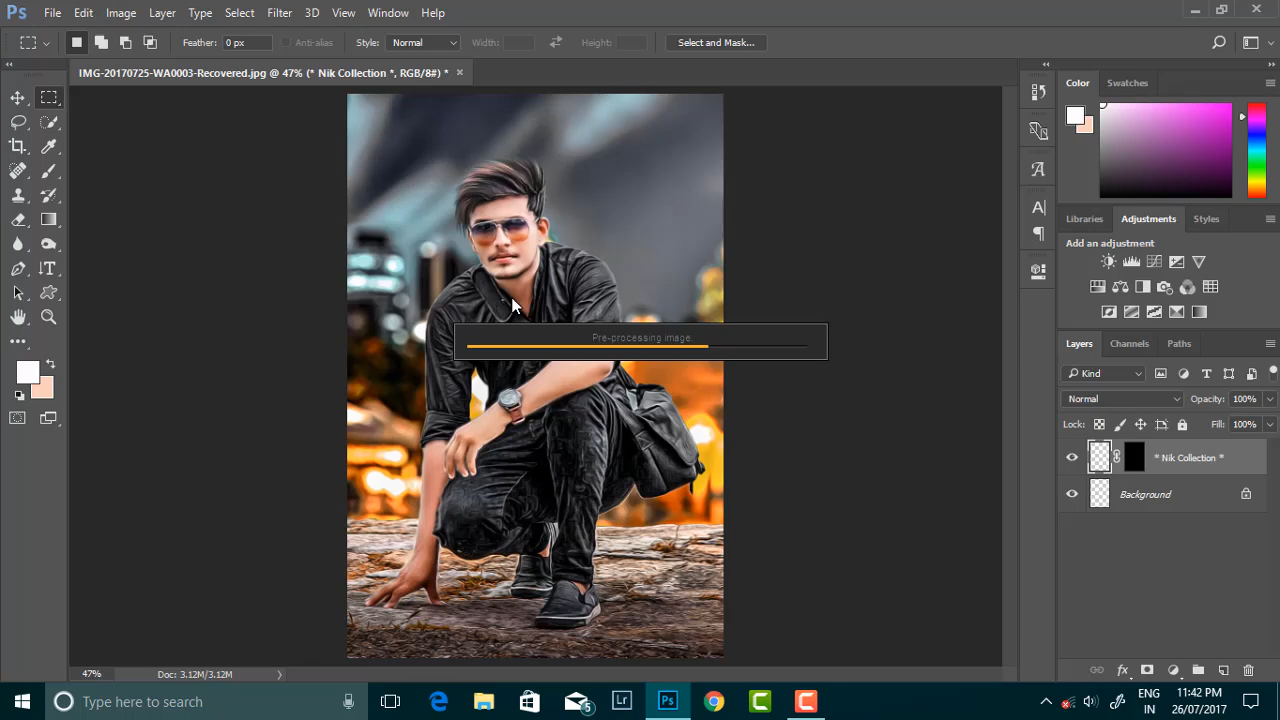 Ps File Edit Image Layer Type Select Filter 3D View Window Help
Feather: 0 px Anti-alias Style: Normal Width: Height: Select and Mask...
IMG-20170725-WA0003-Recovered.jpg @ 47% (* Nik Collection *, RGB/8#) * ×
Color Swatches
Libraries Adjustments Styles
Add an adjustment
Pre-processing image.
Layers Channels Paths
Kind
Normal Opacity: 100%
Lock: Fill: 100%
* Nik Collection *
Background
47% Doc: 3.12M/3.12M
Type here to search
5
Lr
Ps
C
C
ENG
IN
11:42 PM
26/07/2017